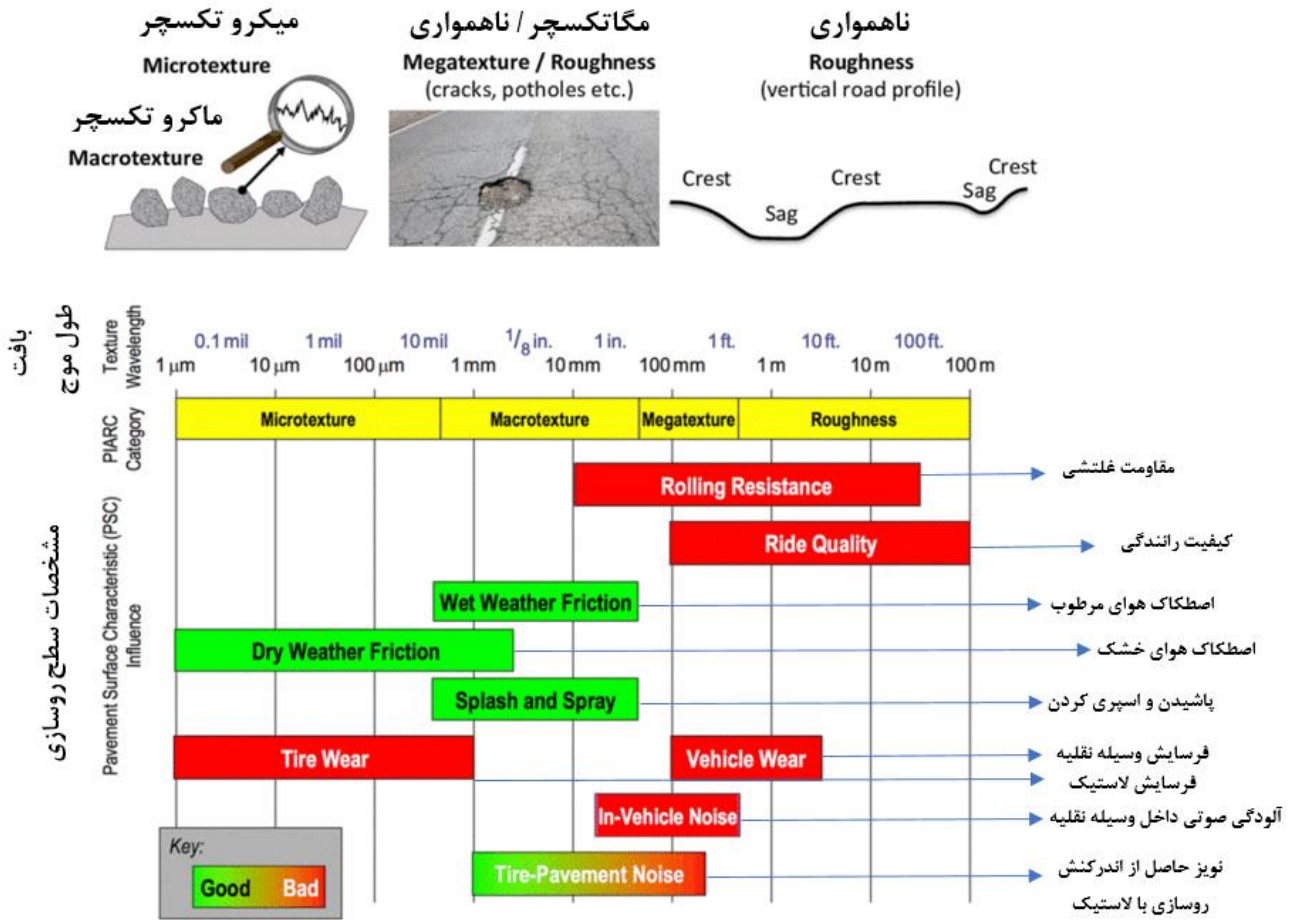 میکرو تکسچر
Microtexture
ماکرو تکسچر
Macrotexture
مگاتکسچر / ناهمواری
Megatexture / Roughness
(cracks, potholes etc.)
ناهمواری
Roughness
(vertical road profile)
Crest
Sag
Crest
Sag
Crest
طول موج
بافت
Texture
Wavelength
0.1 mil
1 mil
10 mil
1/8 in.
1 in.
1 ft.
10 ft.
100 ft.
1 µm
10 µm
100 µm
1 mm
10 mm
100 mm
1 m
10 m
100 m
PIARC
Category
Microtexture
Macrotexture
Megatexture
Roughness
مشخصات سطح روسازی
Pavement Surface Characteristic (PSC)
Influence
Rolling Resistance
مقاومت غلتشی
Ride Quality
کیفیت رانندگی
Wet Weather Friction
اصطکاک هوای مرطوب
Dry Weather Friction
اصطکاک هوای خشک
Splash and Spray
پاشیدن و اسپری کردن
Tire Wear
Vehicle Wear
فرسایش وسیله نقلیه
فرسایش لاستیک
In-Vehicle Noise
آلودگی صوتی داخل وسیله نقلیه
Tire-Pavement Noise
نویز حاصل از اندرکنش
روسازی با لاستیک
Key:
Good
Bad